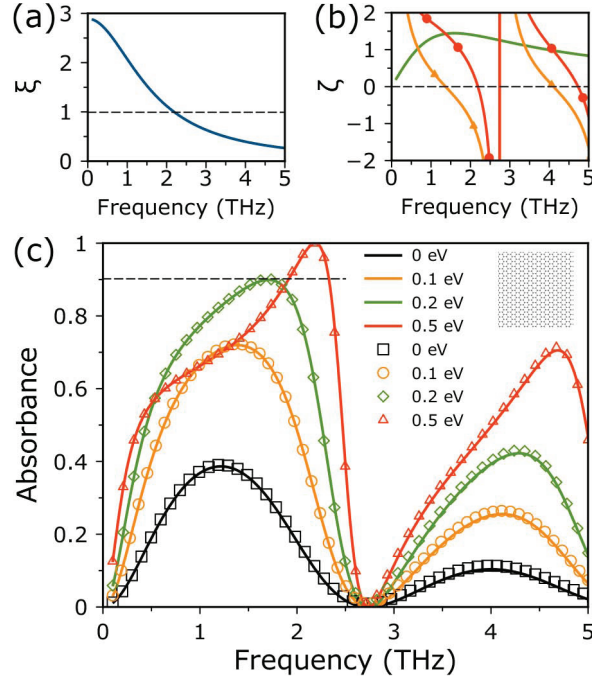 (a)
ξ
3
2
1
0
0 1 2 3 4 5
Frequency (THz)
(b)
ζ
2
1
0
−1
−2
0 1 2 3 4 5
Frequency (THz)
(c)
Absorbance
1
0.8
0.6
0.4
0.2
0
0 1 2 3 4 5
Frequency (THz)
0 eV
0.1 eV
0.2 eV
0.5 eV
0 eV
0.1 eV
0.2 eV
0.5 eV